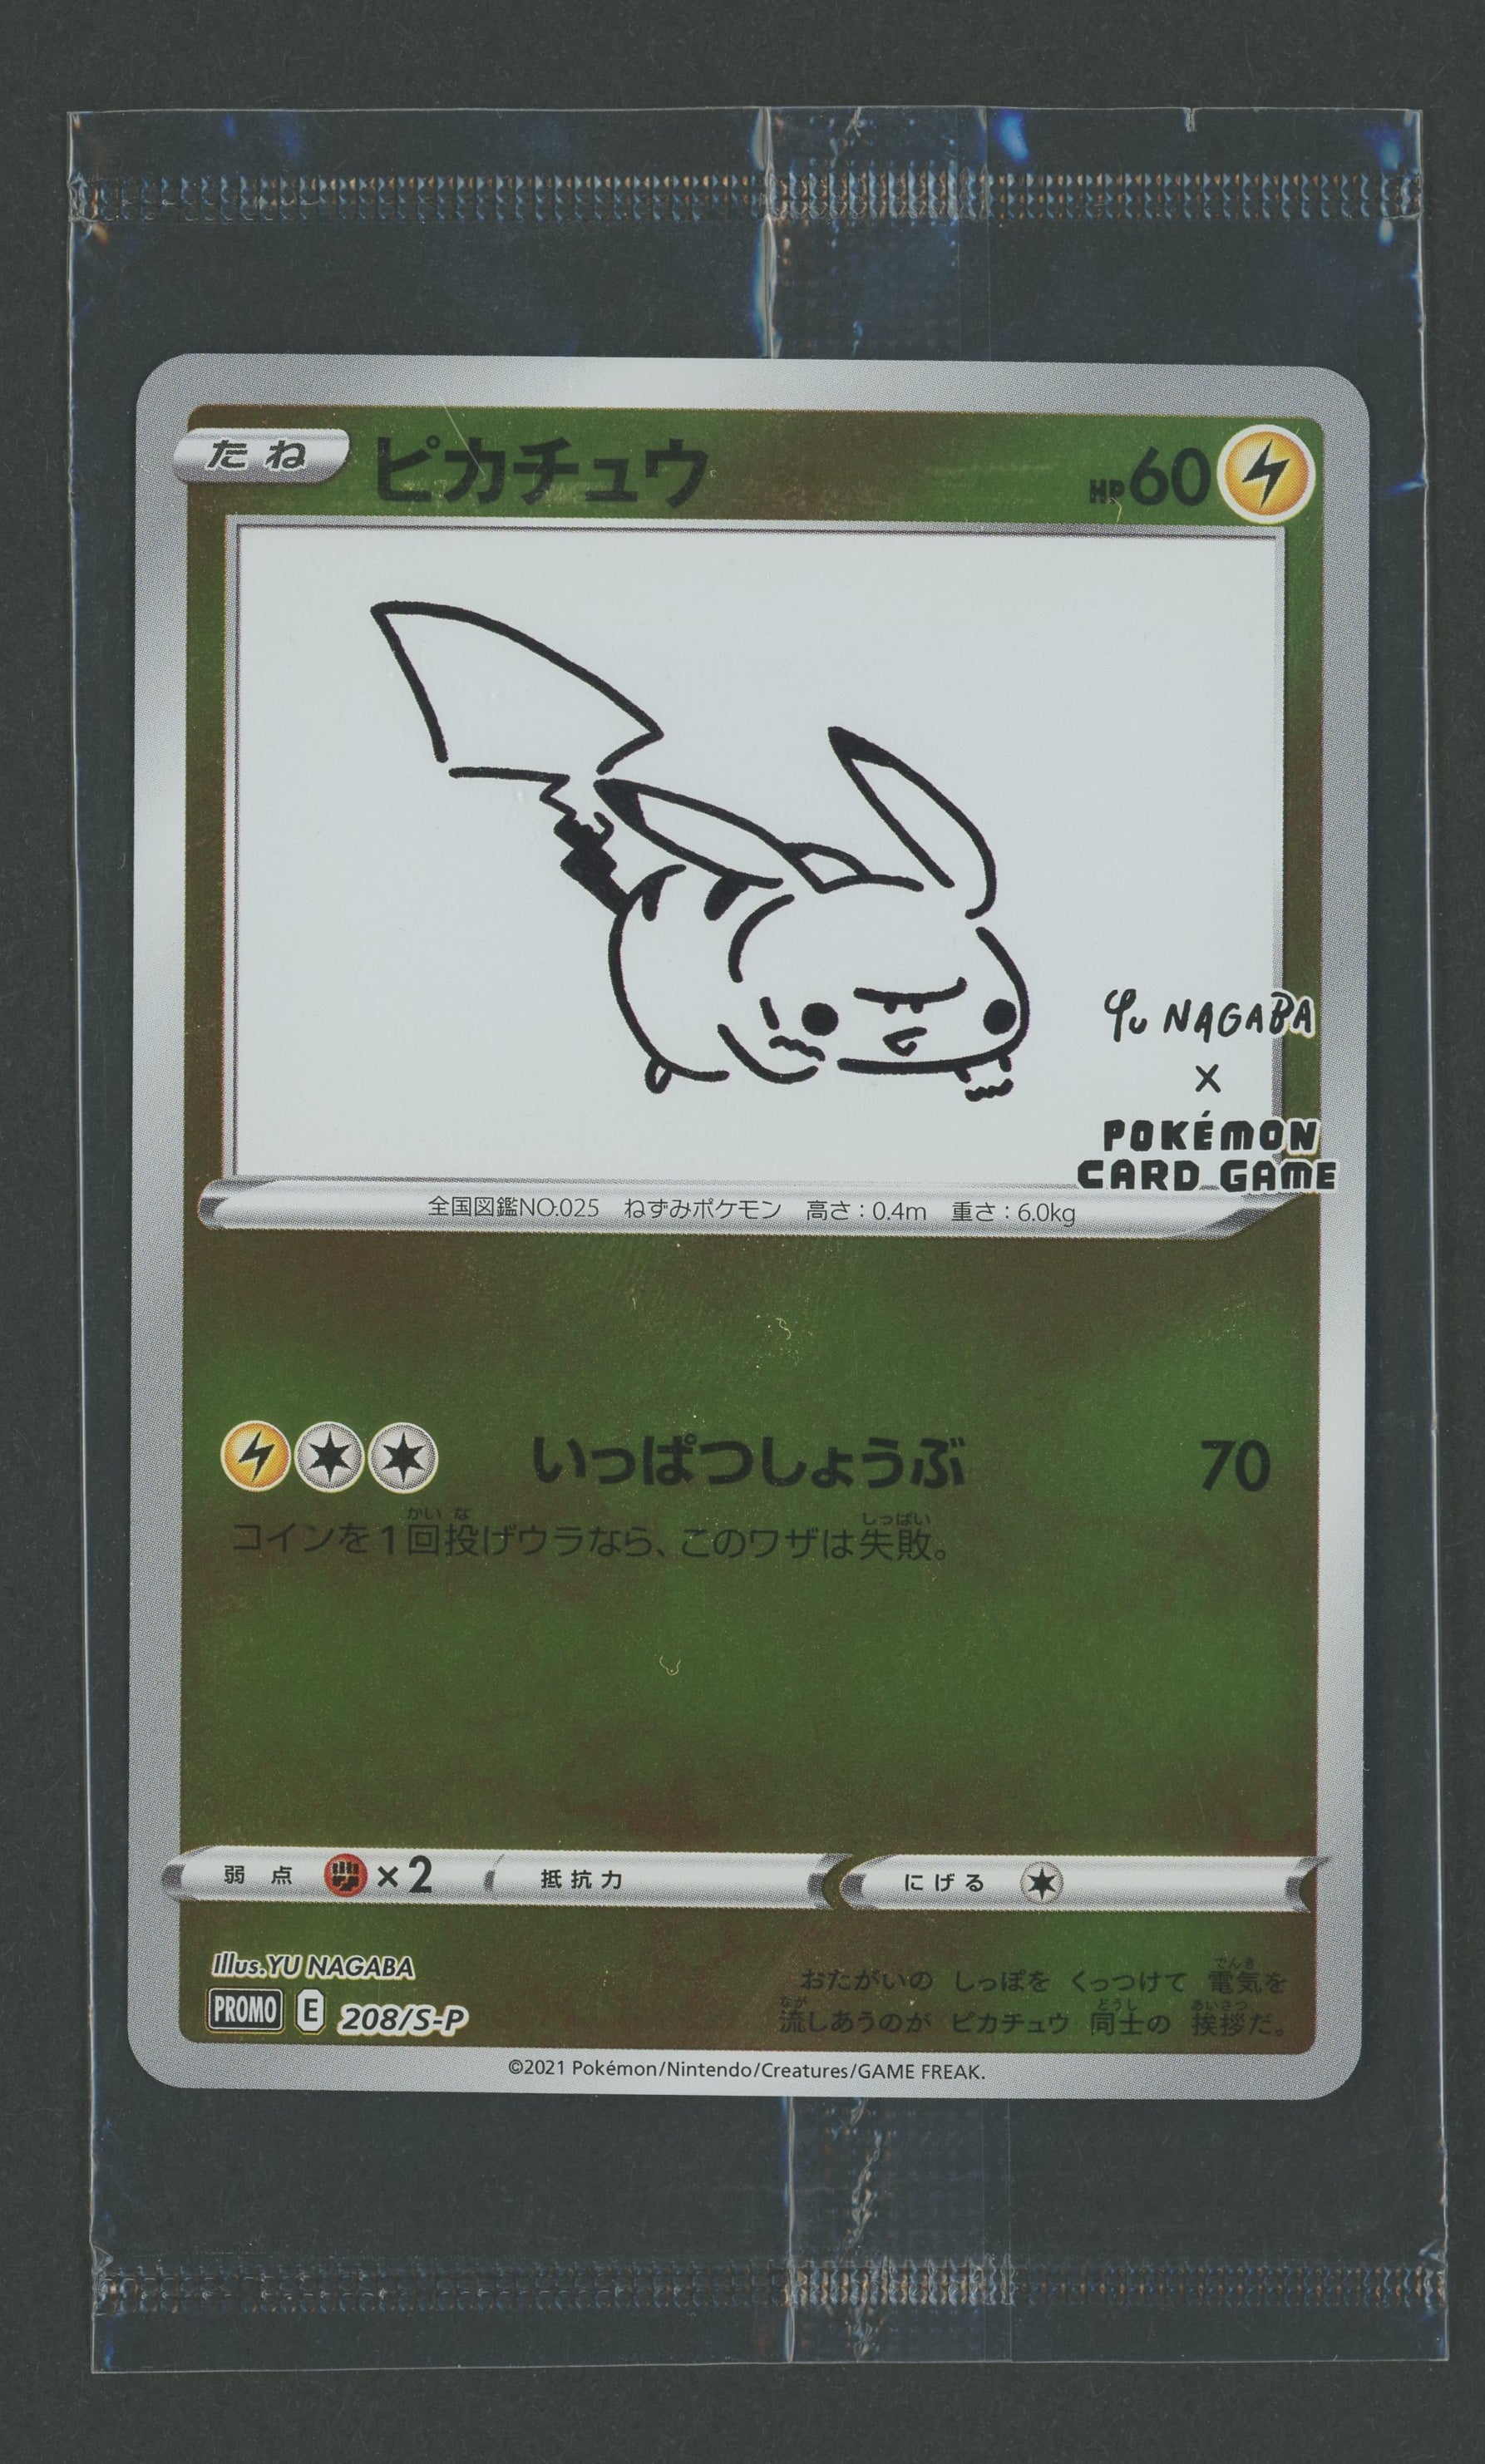 たね ピカチュウ HP60
YU NAGABA
×
POKÉMON
CARD GAME
全国図鑑NO.025 ねずみポケモン 高さ：0.4m 重さ：6.0kg
いっぱつしょうぶ 70
かい な しっぱい
コインを1回投げウラなら、このワザは失敗。
弱点 ×2 抵抗力 にげる
Illus.YU NAGABA
PROMO E 208/S-P
でんき
おたがいの しっぽを くっつけて 電気を
なが どうし あいさつ
流しあうのが ピカチュウ 同士の 挨拶だ。
©2021 Pokémon/Nintendo/Creatures/GAME FREAK.